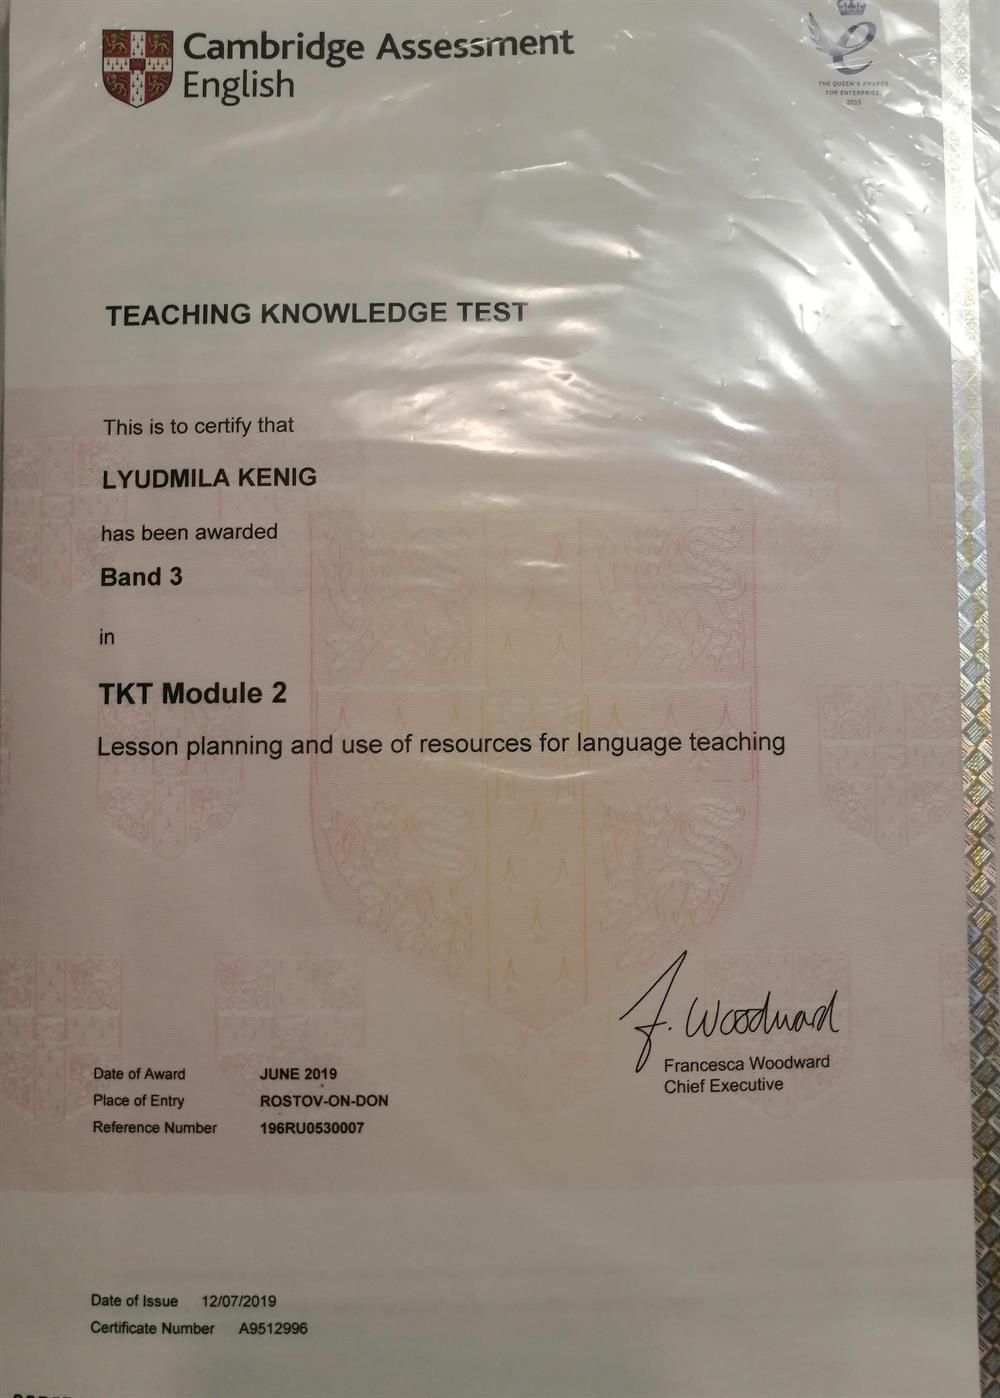 Cambridge Assessment
English
THE QUEEN'S AWARDS
FOR ENTERPRISE:
2015
TEACHING KNOWLEDGE TEST
This is to certify that
LYUDMILA KENIG
has been awarded
Band 3
in
TKT Module 2
Lesson planning and use of resources for language teaching
F. Woodward
Francesca Woodward
Chief Executive
Date of Award JUNE 2019
Place of Entry ROSTOV-ON-DON
Reference Number 196RU0530007
Date of Issue 12/07/2019
Certificate Number A9512996